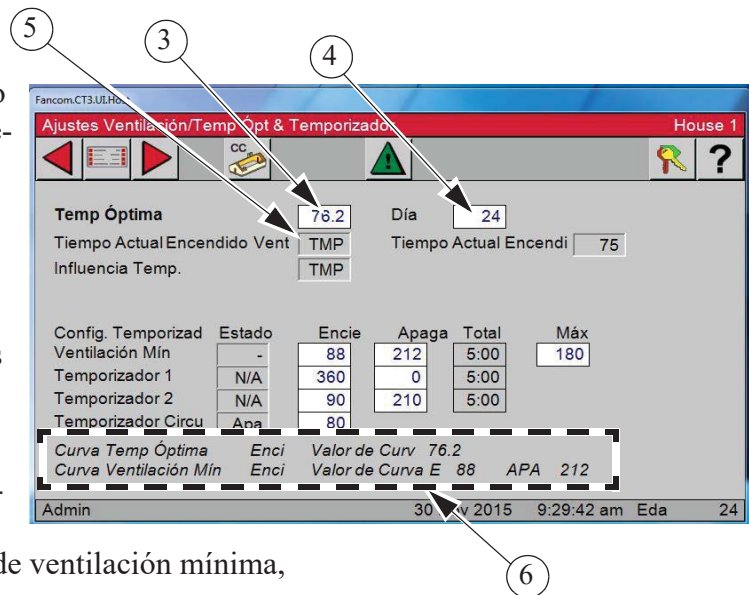 5
3
4
Fancom.CT3.UI.Ho
Ajustes Ventilación/Temp Ópt & Temporizador House 1
CC
?
Temp Óptima 76.2 Día 24
Tiempo Actual Encendido Vent TMP Tiempo Actual Encendi 75
Influencia Temp. TMP
Config. Temporizad Estado Encie Apaga Total Máx
Ventilación Mín - 88 212 5:00 180
Temporizador 1 N/A 360 0 5:00
Temporizador 2 N/A 90 210 5:00
Temporizador Circu Apa 80
Curva Temp Óptima Enci Valor de Curv 76.2
Curva Ventilación Mín Enci Valor de Curva E 88 APA 212
Admin 30 ov 2015 9:29:42 am Eda 24
de ventilación mínima,
6